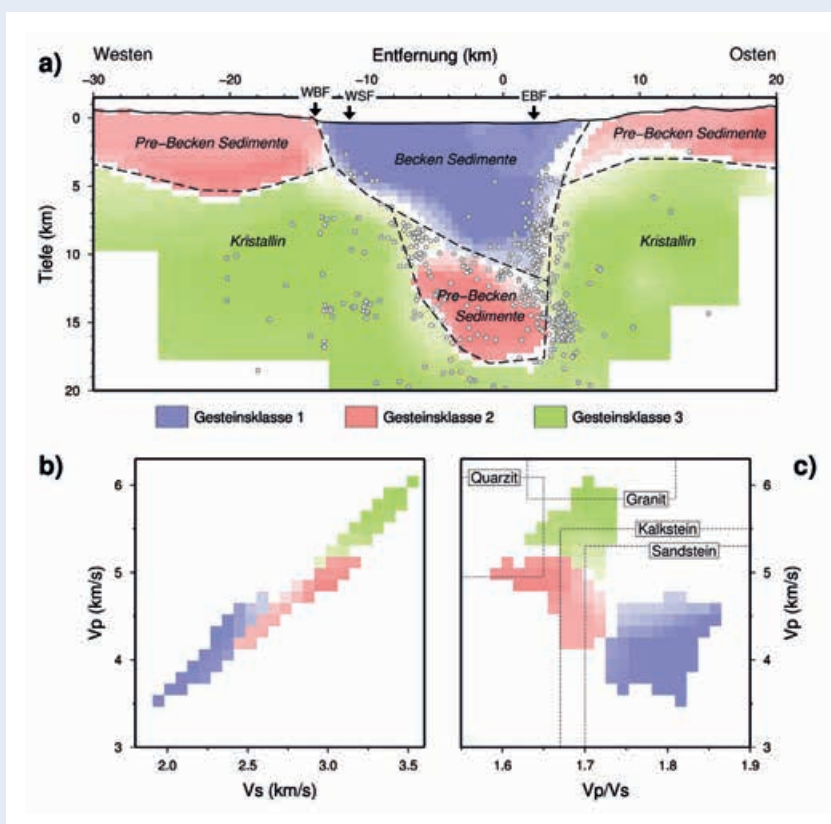 Westen Entfernung (km) Osten
a)
−30 −20 −10 0 10 20
WBF WSF EBF
0
5
10
15
20
Tiefe (km)
Pre−Becken Sedimente
Becken Sedimente
Pre−Becken Sedimente
Kristallin
Kristallin
Pre−Becken
Sedimente
Gesteinsklasse 1 Gesteinsklasse 2 Gesteinsklasse 3
b)
6
5
4
3
Vp (km/s)
2.0 2.5 3.0 3.5
Vs (km/s)
c)
Quarzit
Granit
Kalkstein
Sandstein
6
5
4
3
Vp (km/s)
1.6 1.7 1.8 1.9
Vp/Vs